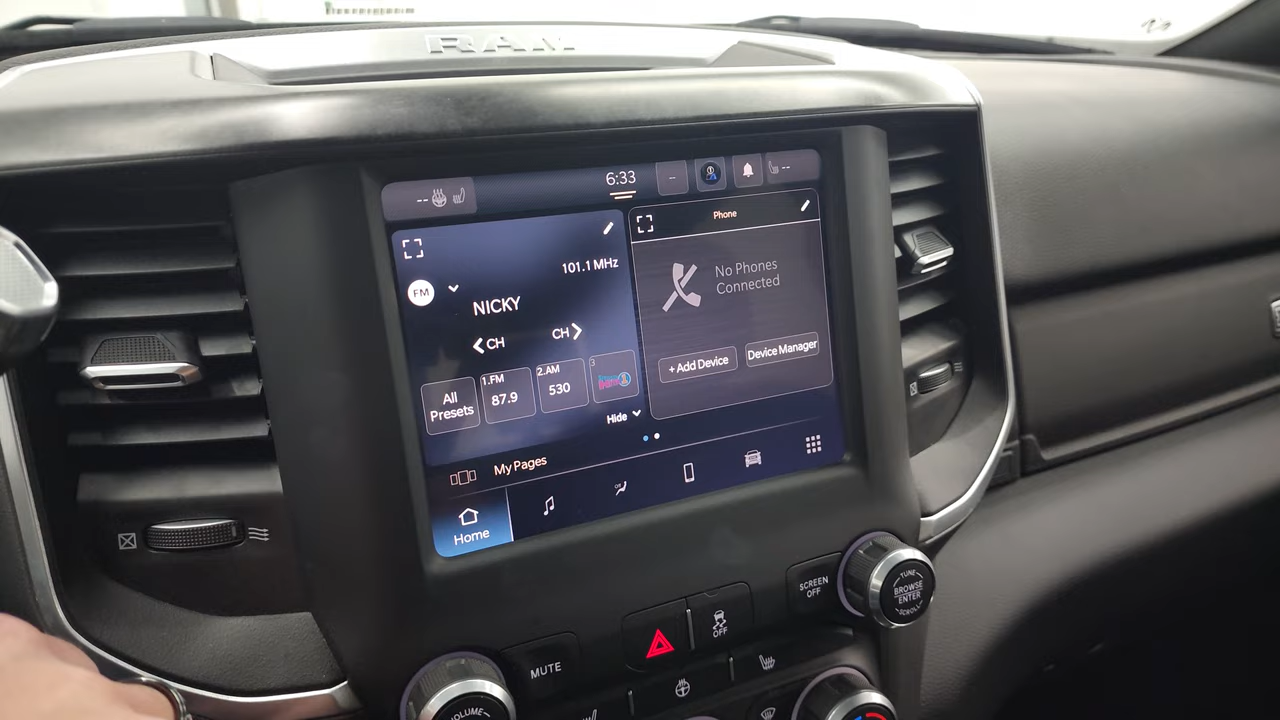 RAM
6:33
--
--
--
101.1 MHz
FM
NICKY
CH
CH
All
Presets
1.FM
87.9
2.AM
530
3
Hide
Phone
No Phones
Connected
+ Add Device
Device Manager
My Pages
Home
Off
SCREEN
OFF
TUNE
BROWSE
ENTER
SCROLL
OFF
MUTE
VOLUME